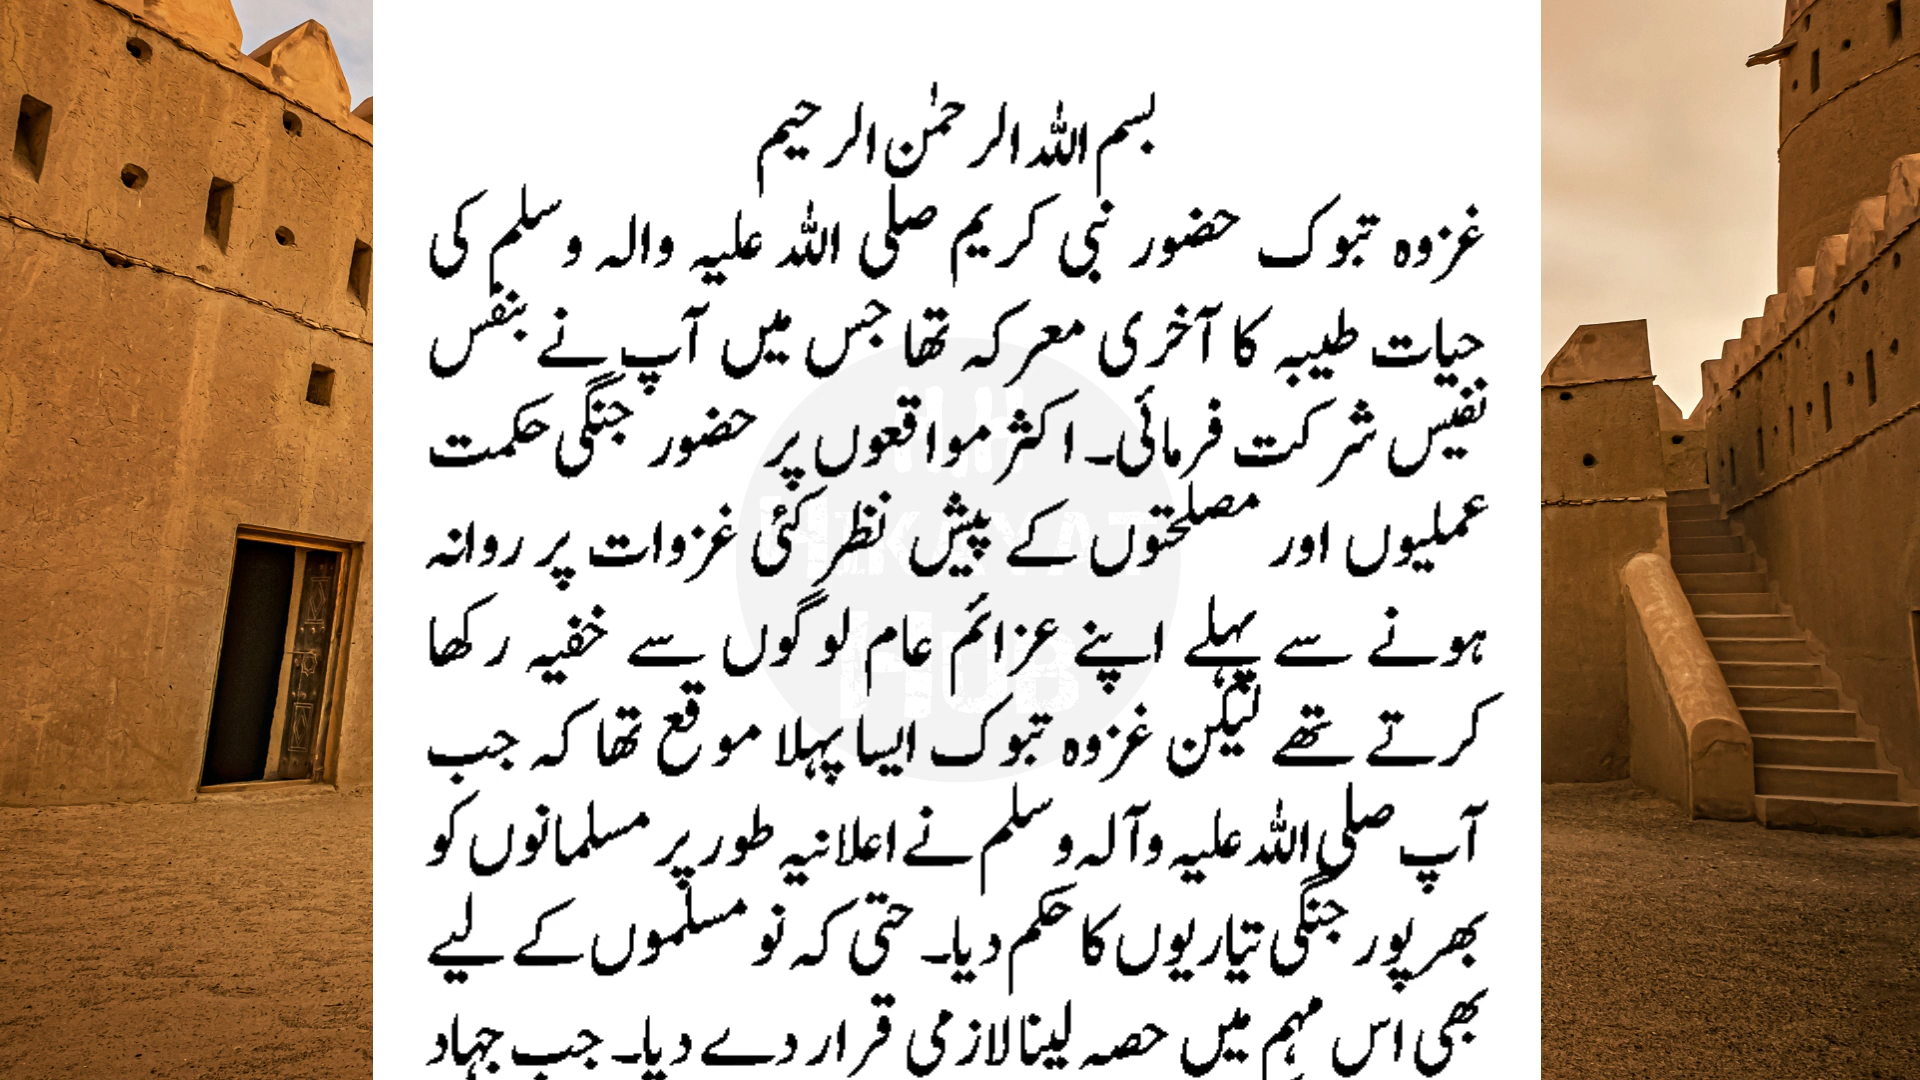 بسم اللہ الرحمٰن الرحیم
غزوہ تبوک حضور نبی کریم صلی اللہ علیہ والہ وسلم کی
حیات طیبہ کا آخری معرکہ تھا جس میں آپ نے بنفس
نفیس شرکت فرمائی۔ اکثر مواقعوں پر حضور جنگی حکمت
عملیوں اور مصلحتوں کے پیش نظر کئی غزوات پر روانہ
ہونے سے پہلے اپنے عزائم عام لوگوں سے خفیہ رکھا
کرتے تھے لیکن غزوہ تبوک ایسا پہلا موقع تھا کہ جب
آپ صلی اللہ علیہ وآلہ وسلم نے اعلانیہ طور پر مسلمانوں کو
بھرپور جنگی تیاریوں کا حکم دیا۔ حتی کہ نو مسلموں کے لیے
بھی اس مہم میں حصہ لینا لازمی قرار دے دیا۔ جب جہاد
HIKAYAT
HUB